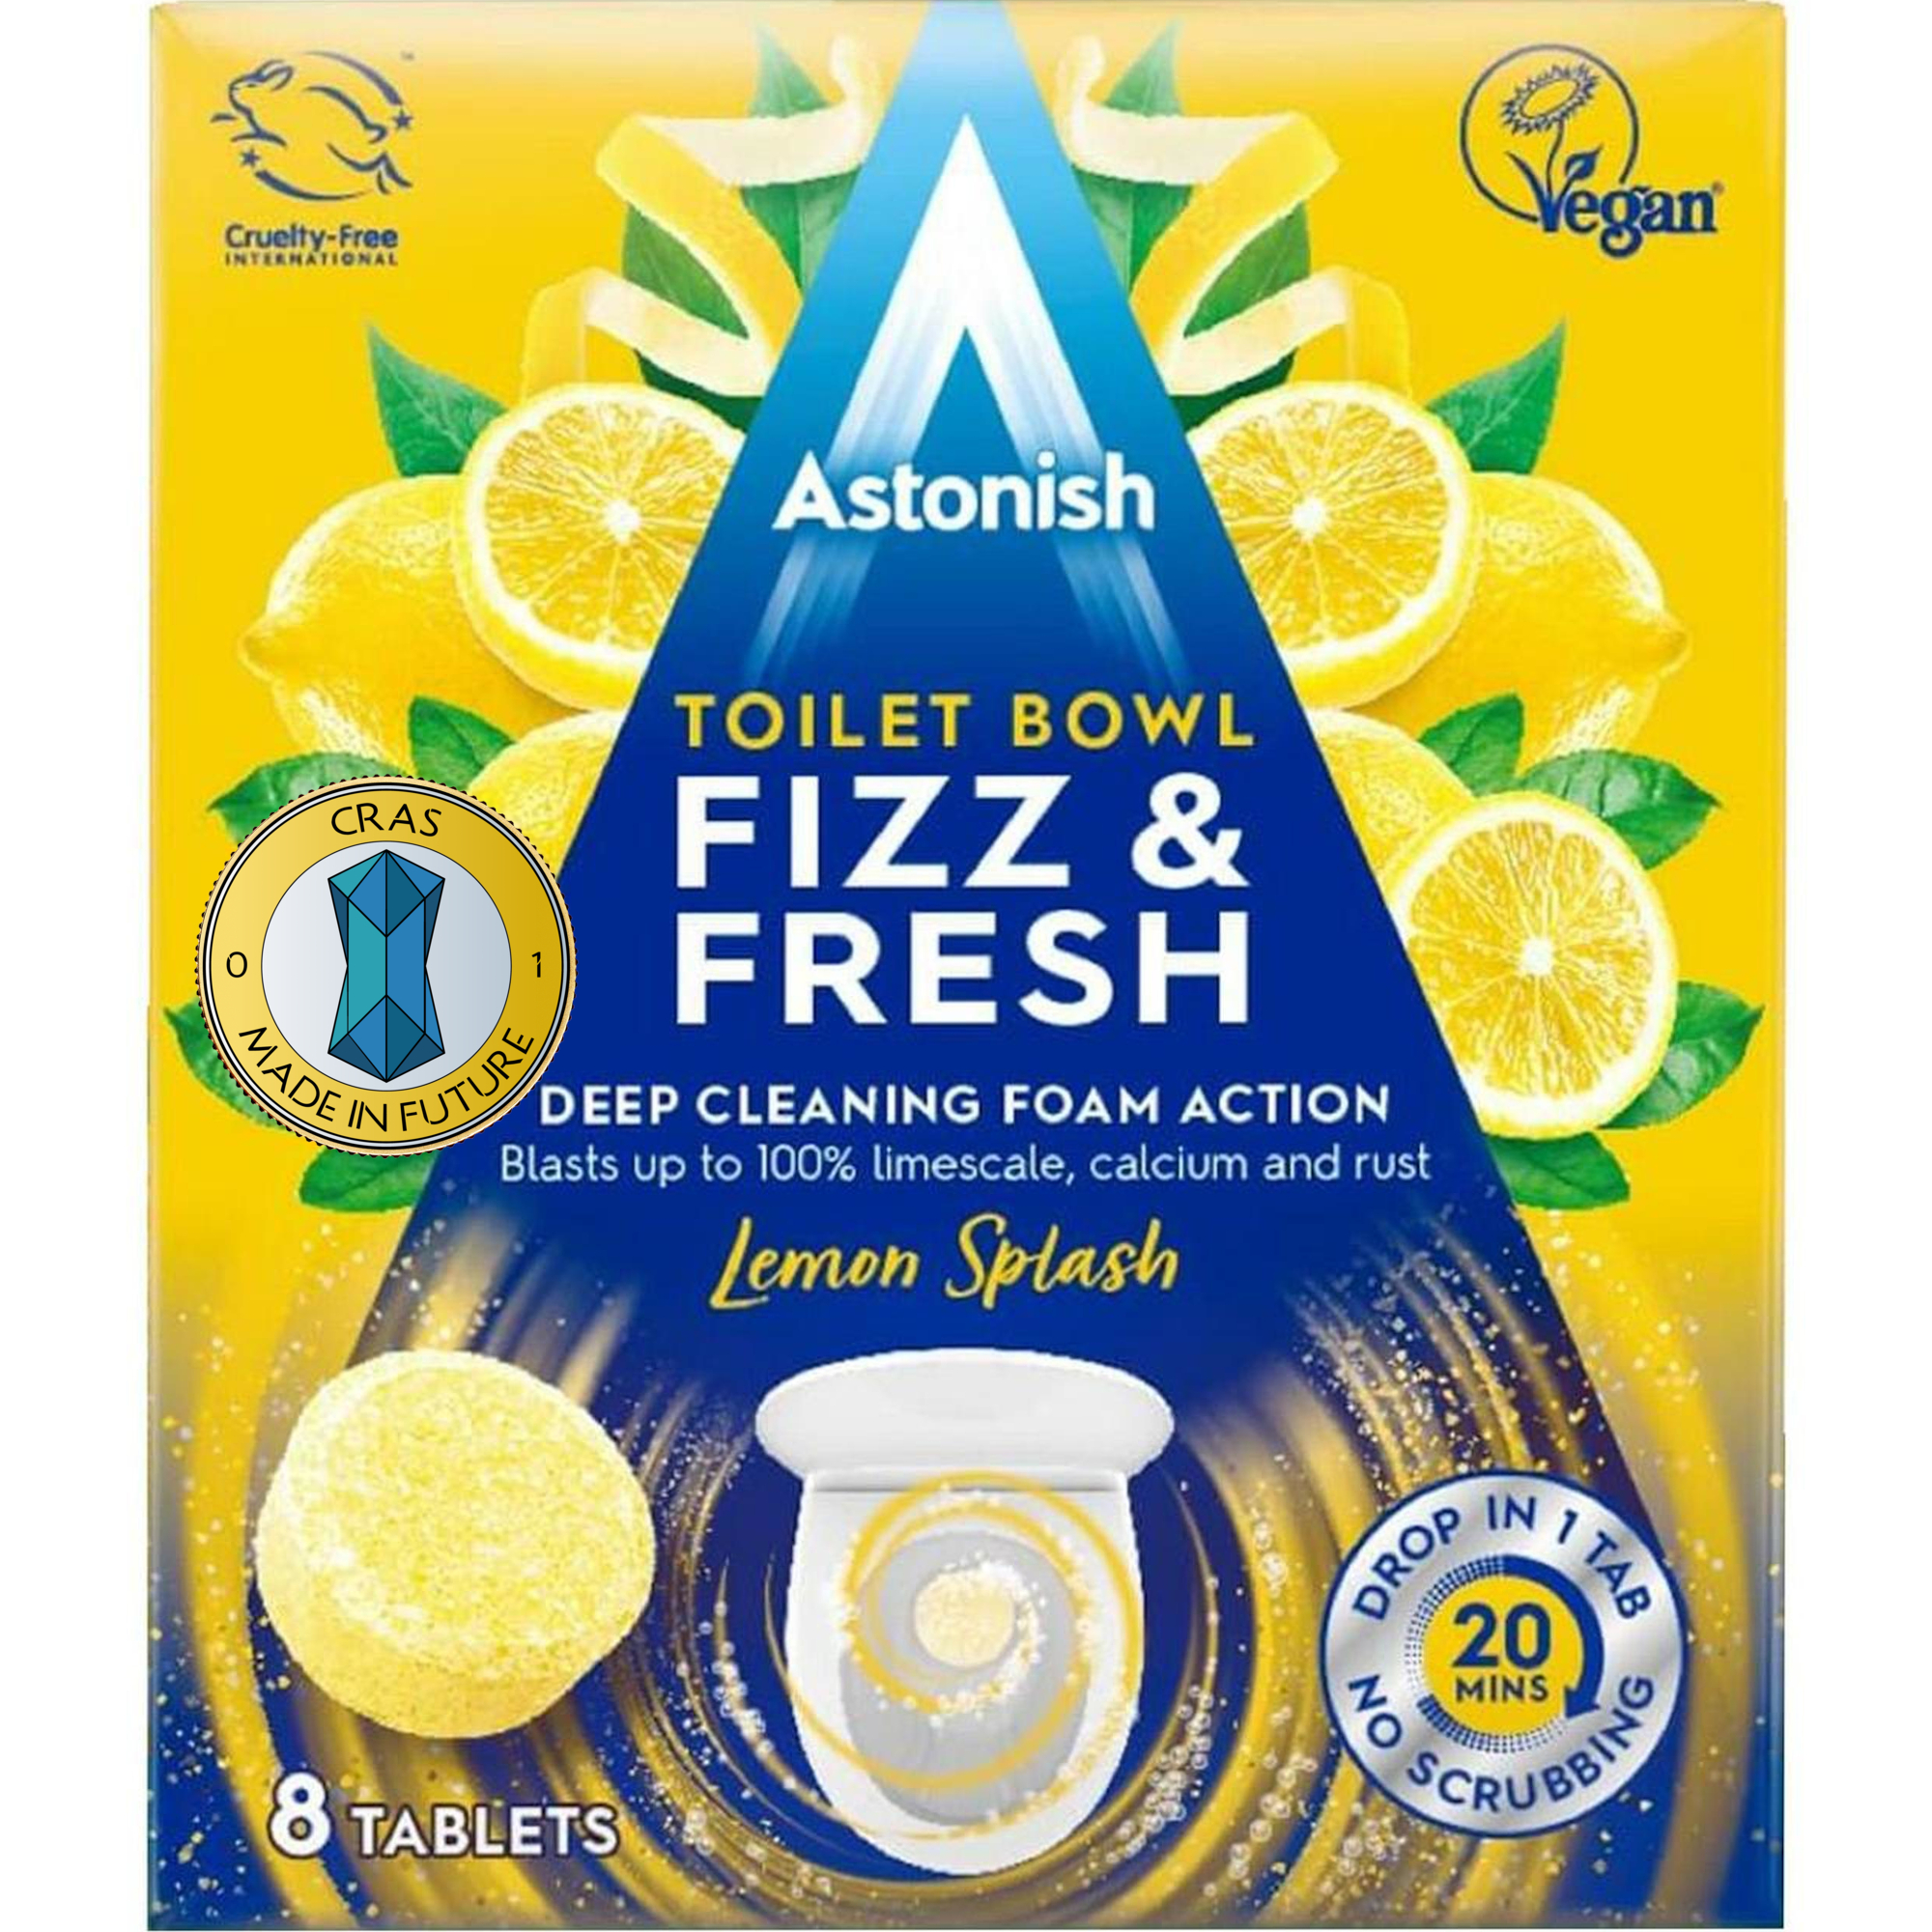 Cruelty-Free
INTERNATIONAL
Vegan®
Astonish
TOILET BOWL
FIZZ &
FRESH
CRAS
0 1
MADE IN FUTURE
DEEP CLEANING FOAM ACTION
Blasts up to 100% limescale, calcium and rust
Lemon Splash
DROP IN 1 TAB
20
MINS
NO SCRUBBING
8 TABLETS